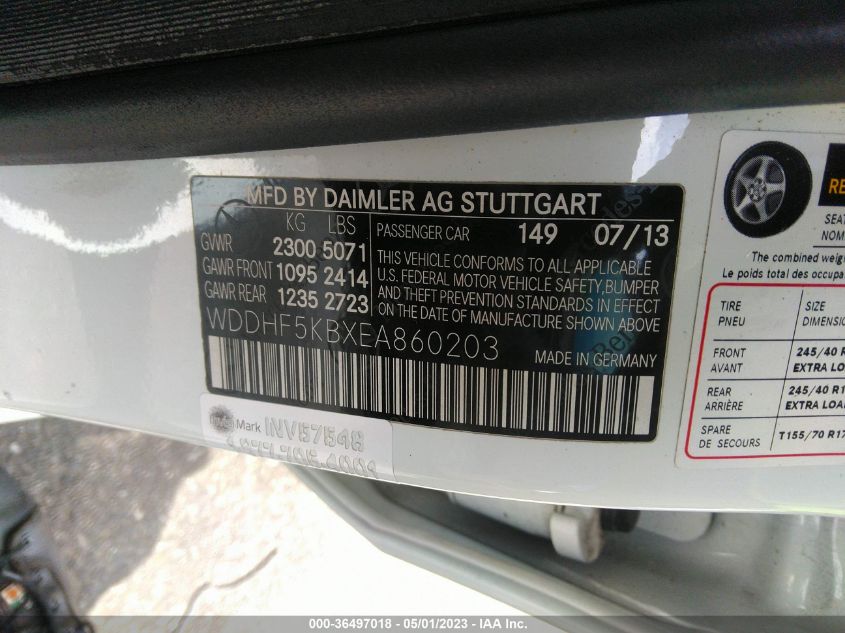 MFD BY DAIMLER AG STUTTGART
KG LBS
GVWR 2300 5071
GAWR FRONT 1095 2414
GAWR REAR 1235 2723
PASSENGER CAR 149 07/13
THIS VEHICLE CONFORMS TO ALL APPLICABLE
U.S. FEDERAL MOTOR VEHICLE SAFETY, BUMPER
AND THEFT PREVENTION STANDARDS IN EFFECT
ON THE DATE OF MANUFACTURE SHOWN ABOVE
WDDHF5KBXEA860203
MADE IN GERMANY
Mark
RE
SEAT
NOM
The combined weig
Le poids total des occupa
TIRE SIZE
PNEU DIMENSION
FRONT 245/40 R
AVANT EXTRA LOA
REAR 245/40 R1
ARRIÈRE EXTRA LOA
SPARE T155/70 R17
DE SECOURS
000-36497018 - 05/01/2023 - IAA Inc.